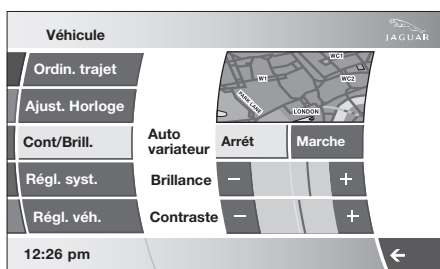 Véhicule
JAGUAR
Ordin. trajet
Ajust. Horloge
Cont/Brill.
Régl. syst.
Régl. véh.
WC1
W1
WC2
PARK LANE
LONDON
Auto variateur
Arrét
Marche
Brillance
Contraste
12:26 pm